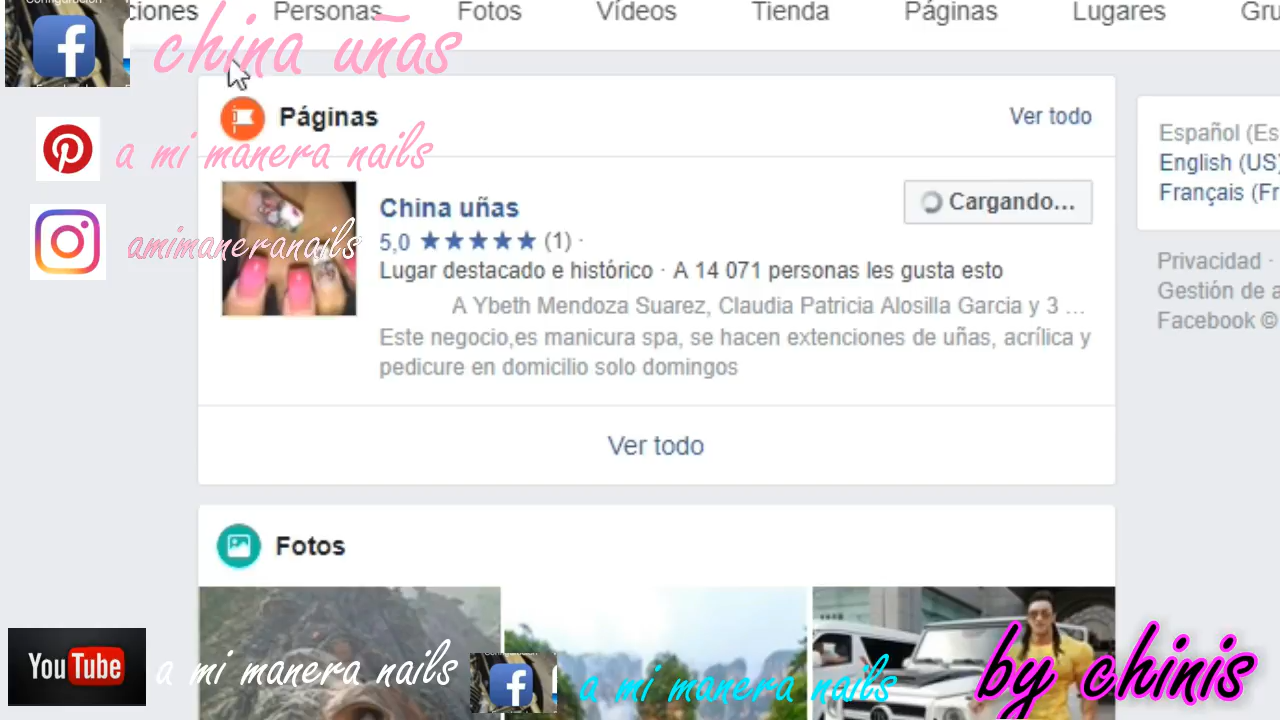 ciones Personas Fotos Vídeos Tienda Páginas Lugares Gru
china uñas
Páginas
Ver todo
a mi manera nails
amimaneranails
China uñas
Cargando...
5,0 ★★★★★ (1) ·
Lugar destacado e histórico · A 14 071 personas les gusta esto
A Ybeth Mendoza Suarez, Claudia Patricia Alosilla Garcia y 3 ...
Este negocio,es manicura spa, se hacen extenciones de uñas, acrílica y
pedicure en domicilio solo domingos
Ver todo
Español (Es
English (US)
Français (Fr
Privacidad ·
Gestión de a
Facebook ©
Fotos
YouTube
a mi manera nails
a mi manera nails
by chinis